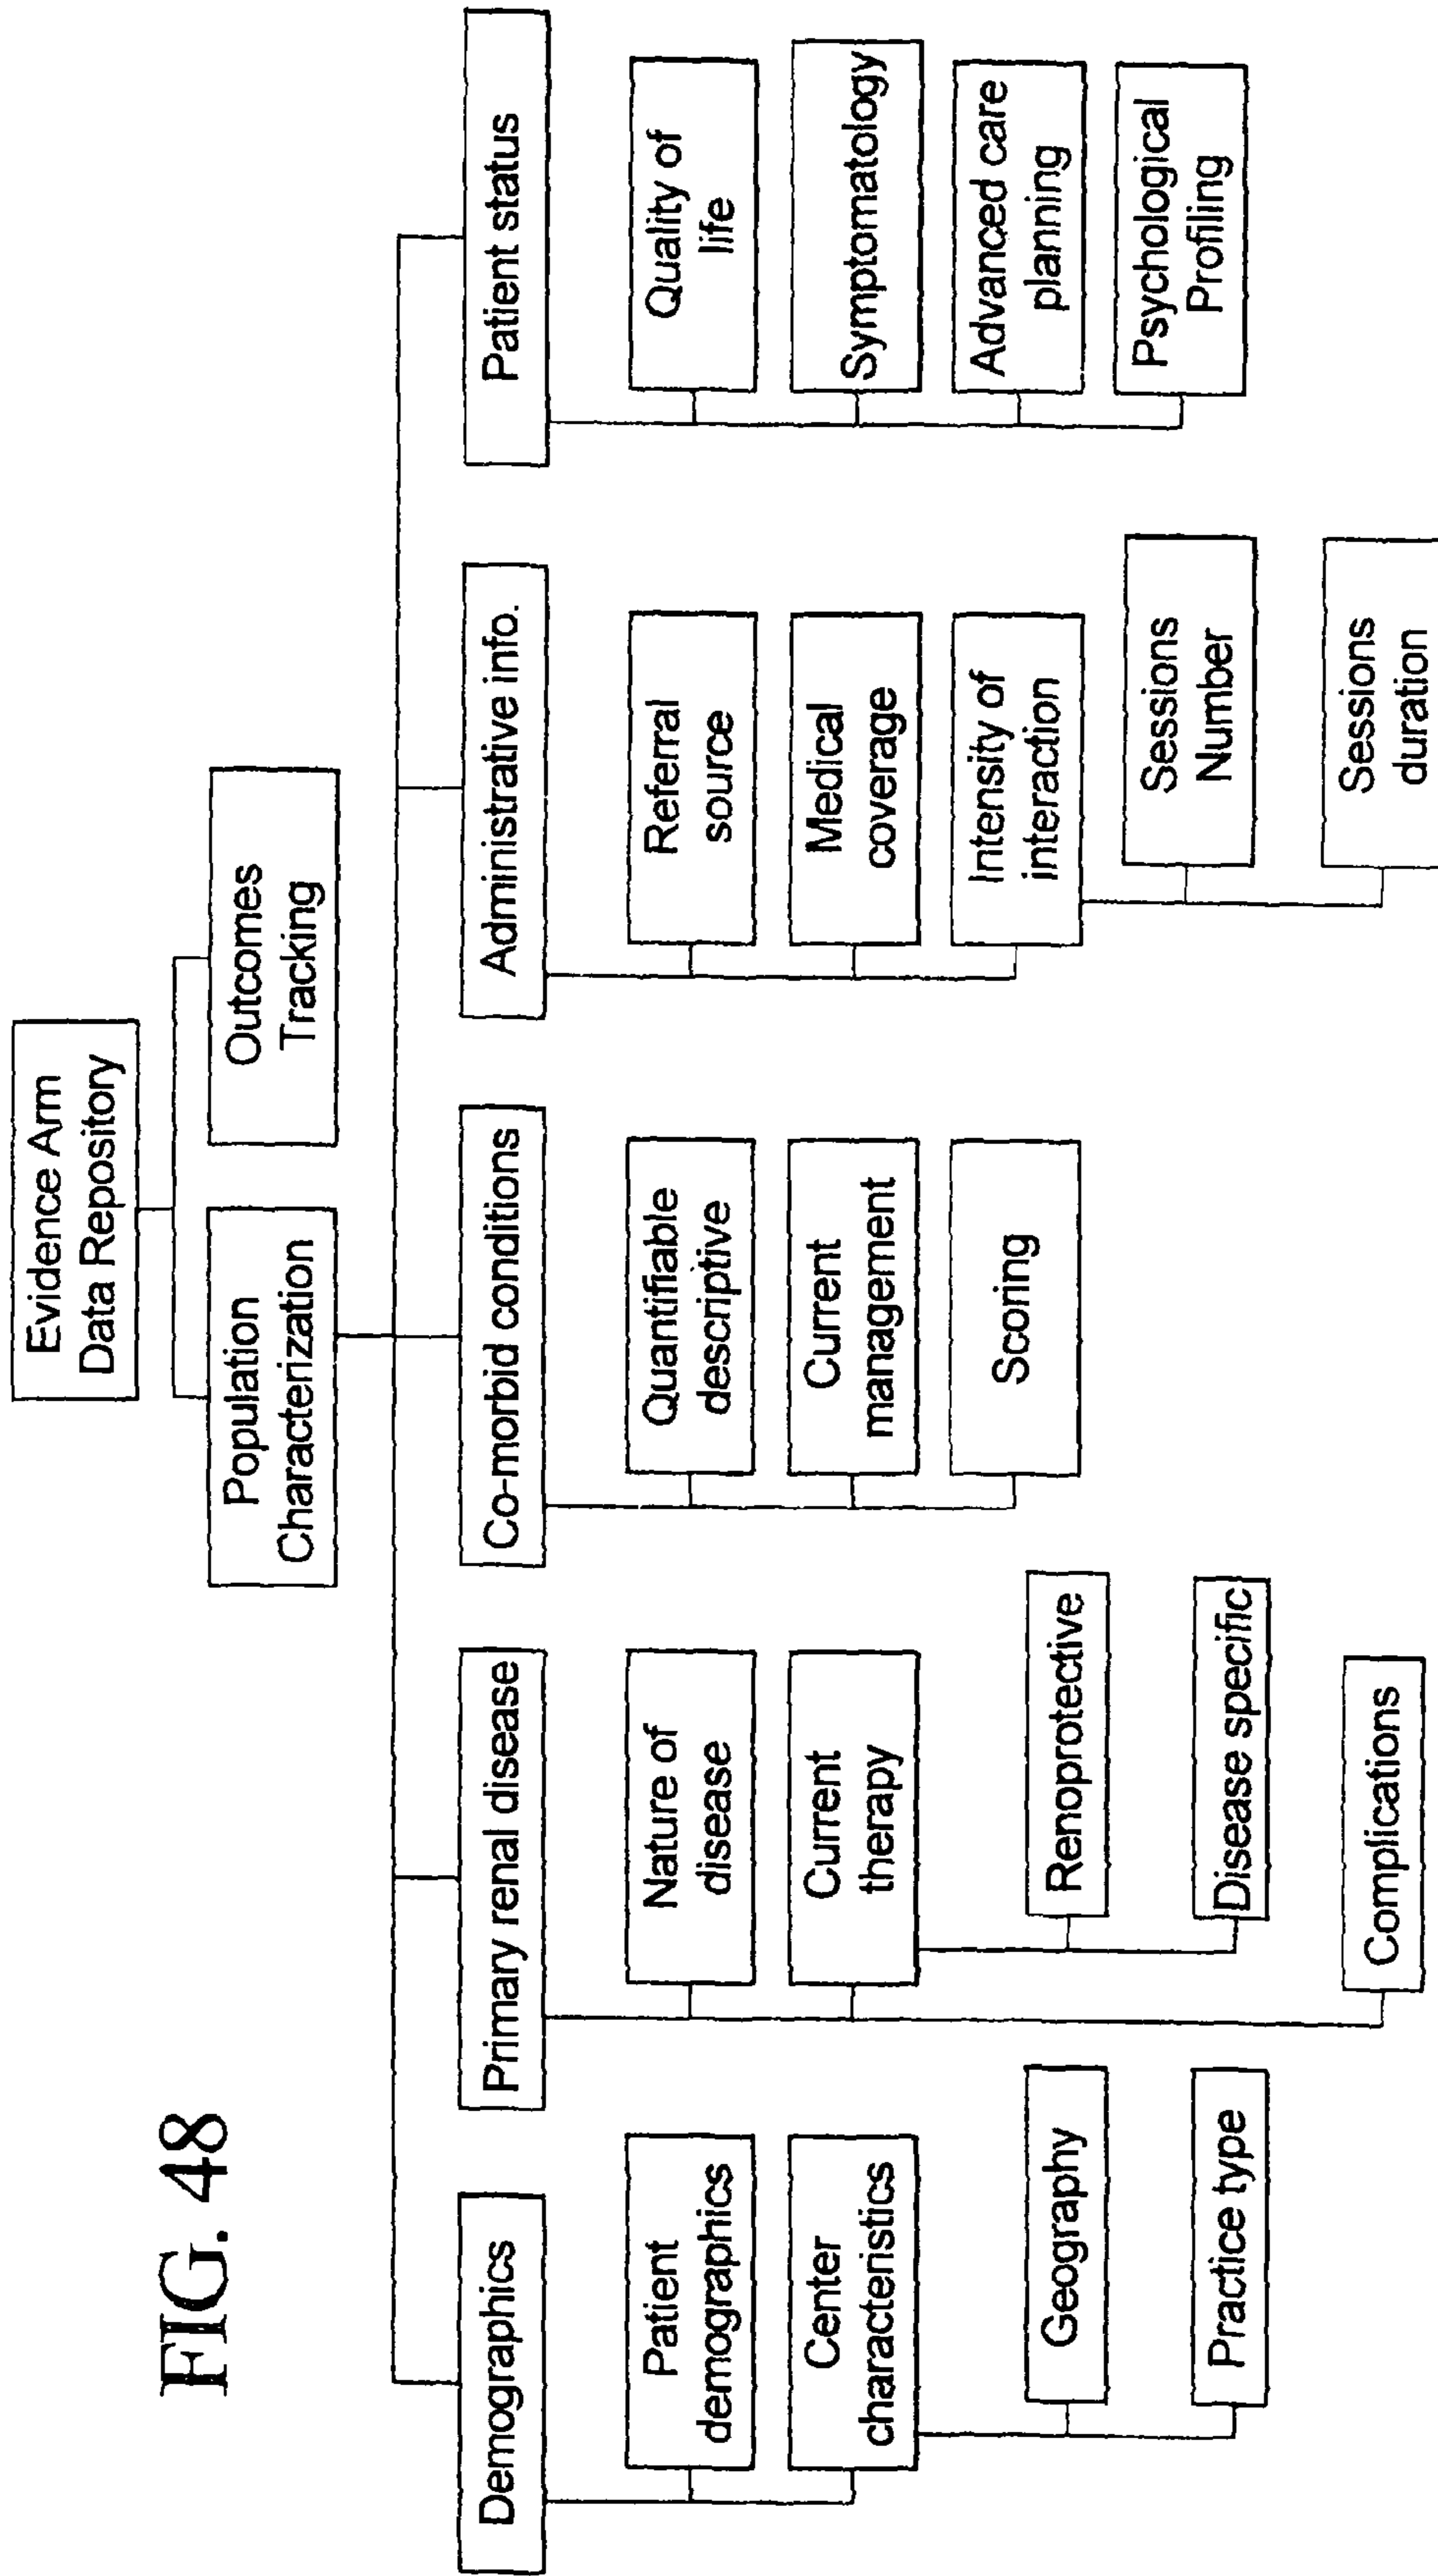 FIG. 48
Evidence Arm
Data Repository
Population
Characterization
Outcomes
Tracking
Demographics
Patient
demographics
Center
characteristics
Geography
Practice type
Primary renal disease
Nature of
disease
Current
therapy
Renoprotective
Disease specific
Complications
Co-morbid conditions
Quantifiable
descriptive
Current
management
Scoring
Administrative info.
Referral
source
Medical
coverage
Intensity of
interaction
Sessions
Number
Sessions
duration
Patient status
Quality of
life
Symptomatology
Advanced care
planning
Psychological
Profiling